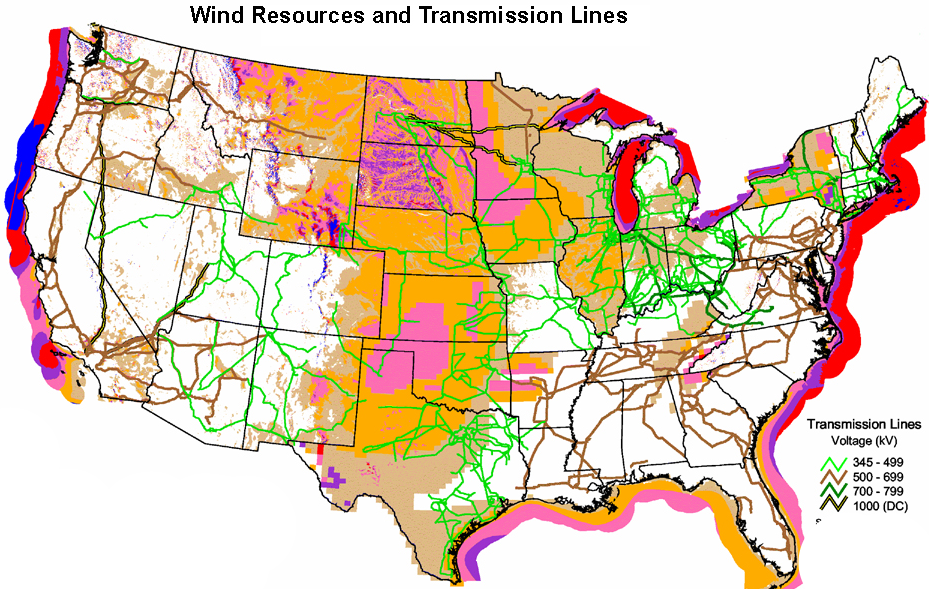 Wind Resources and Transmission Lines
Transmission Lines
Voltage (kV)
345 - 499
500 - 699
700 - 799
1000 (DC)